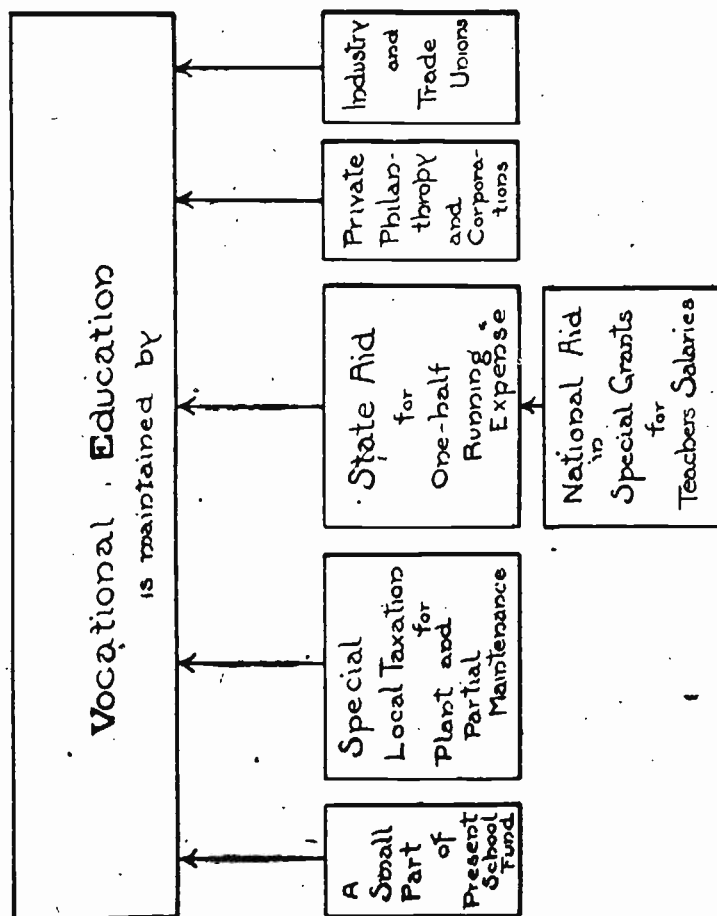 Vocational Education
is maintained by
A
Small
Part
of
Present
School
Fund
Special
Local Taxation
for
Plant and
Partial
Maintenance
State Aid
for
One-half
Running
Expense
National Aid
in
Special Grants
for
Teachers Salaries
Private
Philan-
thropy
and
Corpora-
tions
Industry
and
Trade
Unions